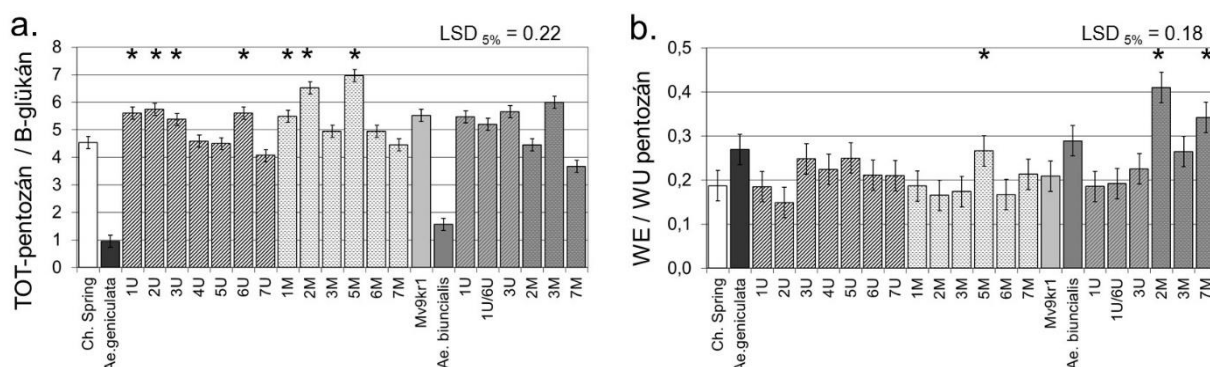 a.
LSD 5% = 0.22
* * * * * * *
TOT-pentozán / B-glükán
8
7
6
5
4
3
2
1
0
Ch. Spring
Ae.geniculata
1U
2U
3U
4U
5U
6U
7U
1M
2M
3M
5M
6M
7M
Mv9kr1
Ae. biuncialis
1U
1U/6U
3U
2M
3M
7M
b.
LSD 5% = 0.18
* * *
WE / WU pentozán
0,5
0,4
0,3
0,2
0,1
0,0
Ch. Spring
Ae.geniculata
1U
2U
3U
4U
5U
6U
7U
1M
2M
3M
5M
6M
7M
Mv9kr1
Ae. biuncialis
1U
1U/6U
3U
2M
3M
7M